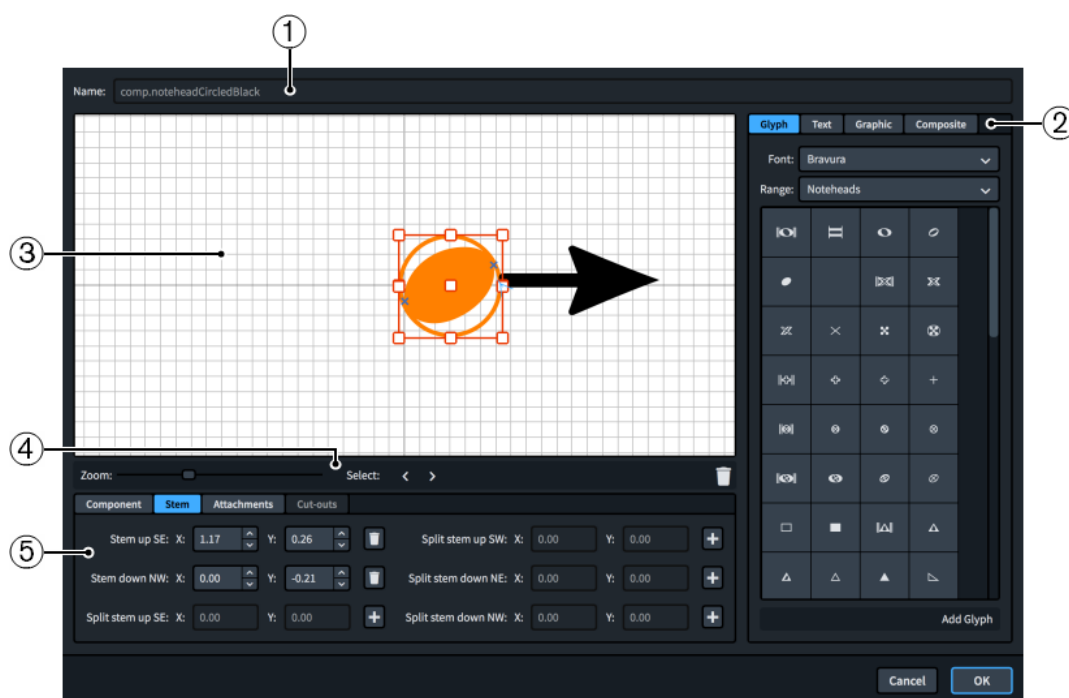 1
Name: comp.noteheadCircledBlack
Glyph Text Graphic Composite
2
Font: Bravura
Range: Noteheads
3
4
Zoom: Select: < >
Component Stem Attachments Cut-outs
5
Stem up SE: X: 1.17 Y: 0.26 Split stem up SW: X: 0.00 Y: 0.00
Stem down NW: X: 0.00 Y: -0.21 Split stem down NE: X: 0.00 Y: 0.00
Split stem up SE: X: 0.00 Y: 0.00 Split stem down NW: X: 0.00 Y: 0.00
Add Glyph
Cancel OK